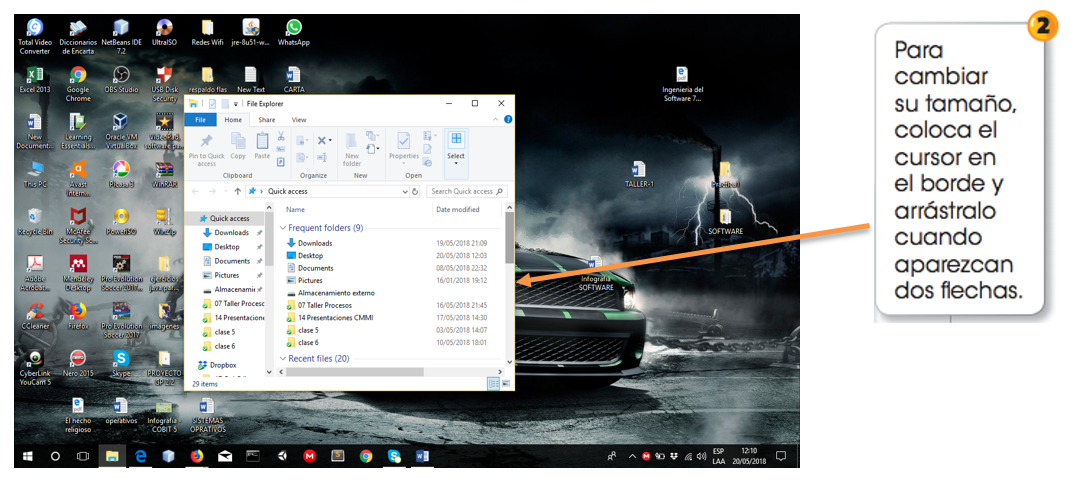 Total Video Converter
Diccionarios de Encarta
NetBeans IDE 7.2
UltraISO
Redes Wifi
jre-8u51-w...
WhatsApp
Excel 2013
Google Chrome
OBS Studio
USB Disk Security
respaldo flas
New Text
CARTA
New Document...
Learning Essentials...
Oracle VM VirtualBox
This PC
Avast
Picasa 3
WinRAR
Recycle Bin
McAfee Security Sc...
PowerISO
WinZip
Adobe Acrobat...
Mendeley Desktop
Pro Evolution
CCleaner
Firefox
Pro Evolution Soccer 2017
imagenes
CyberLink YouCam 5
Nero 2015
Skype
PROYECTO
El hecho religioso
operativos
Infografia - COBIT 5
SISTEMAS OPRATIVOS
Ingenieria del Software 7...
TALLER-1
SOFTWARE
Infografia SOFTWARE
File Explorer
File Home Share View
Pin to Quick access
Copy
Paste
New folder
Properties
Select
Clipboard Organize New Open
Quick access
Search Quick access
Quick access
Downloads
Desktop
Documents
Pictures
07 Taller Proceso
14 Presentacione
clase 5
clase 6
Dropbox
Name Date modified
Frequent folders (9)
Downloads 19/05/2018 21:09
Desktop 20/05/2018 12:03
Documents 08/05/2018 22:32
Pictures 16/01/2018 19:12
Almacenamiento externo
07 Taller Procesos 16/05/2018 21:45
14 Presentaciones CMMI 17/05/2018 14:30
clase 5 03/05/2018 14:07
clase 6 10/05/2018 18:01
Recent files (20)
29 items
ESP
LAA
12:10
20/05/2018
2
Para
cambiar
su tamaño,
coloca el
cursor en
el borde y
arrástralo
cuando
aparezcan
dos flechas.